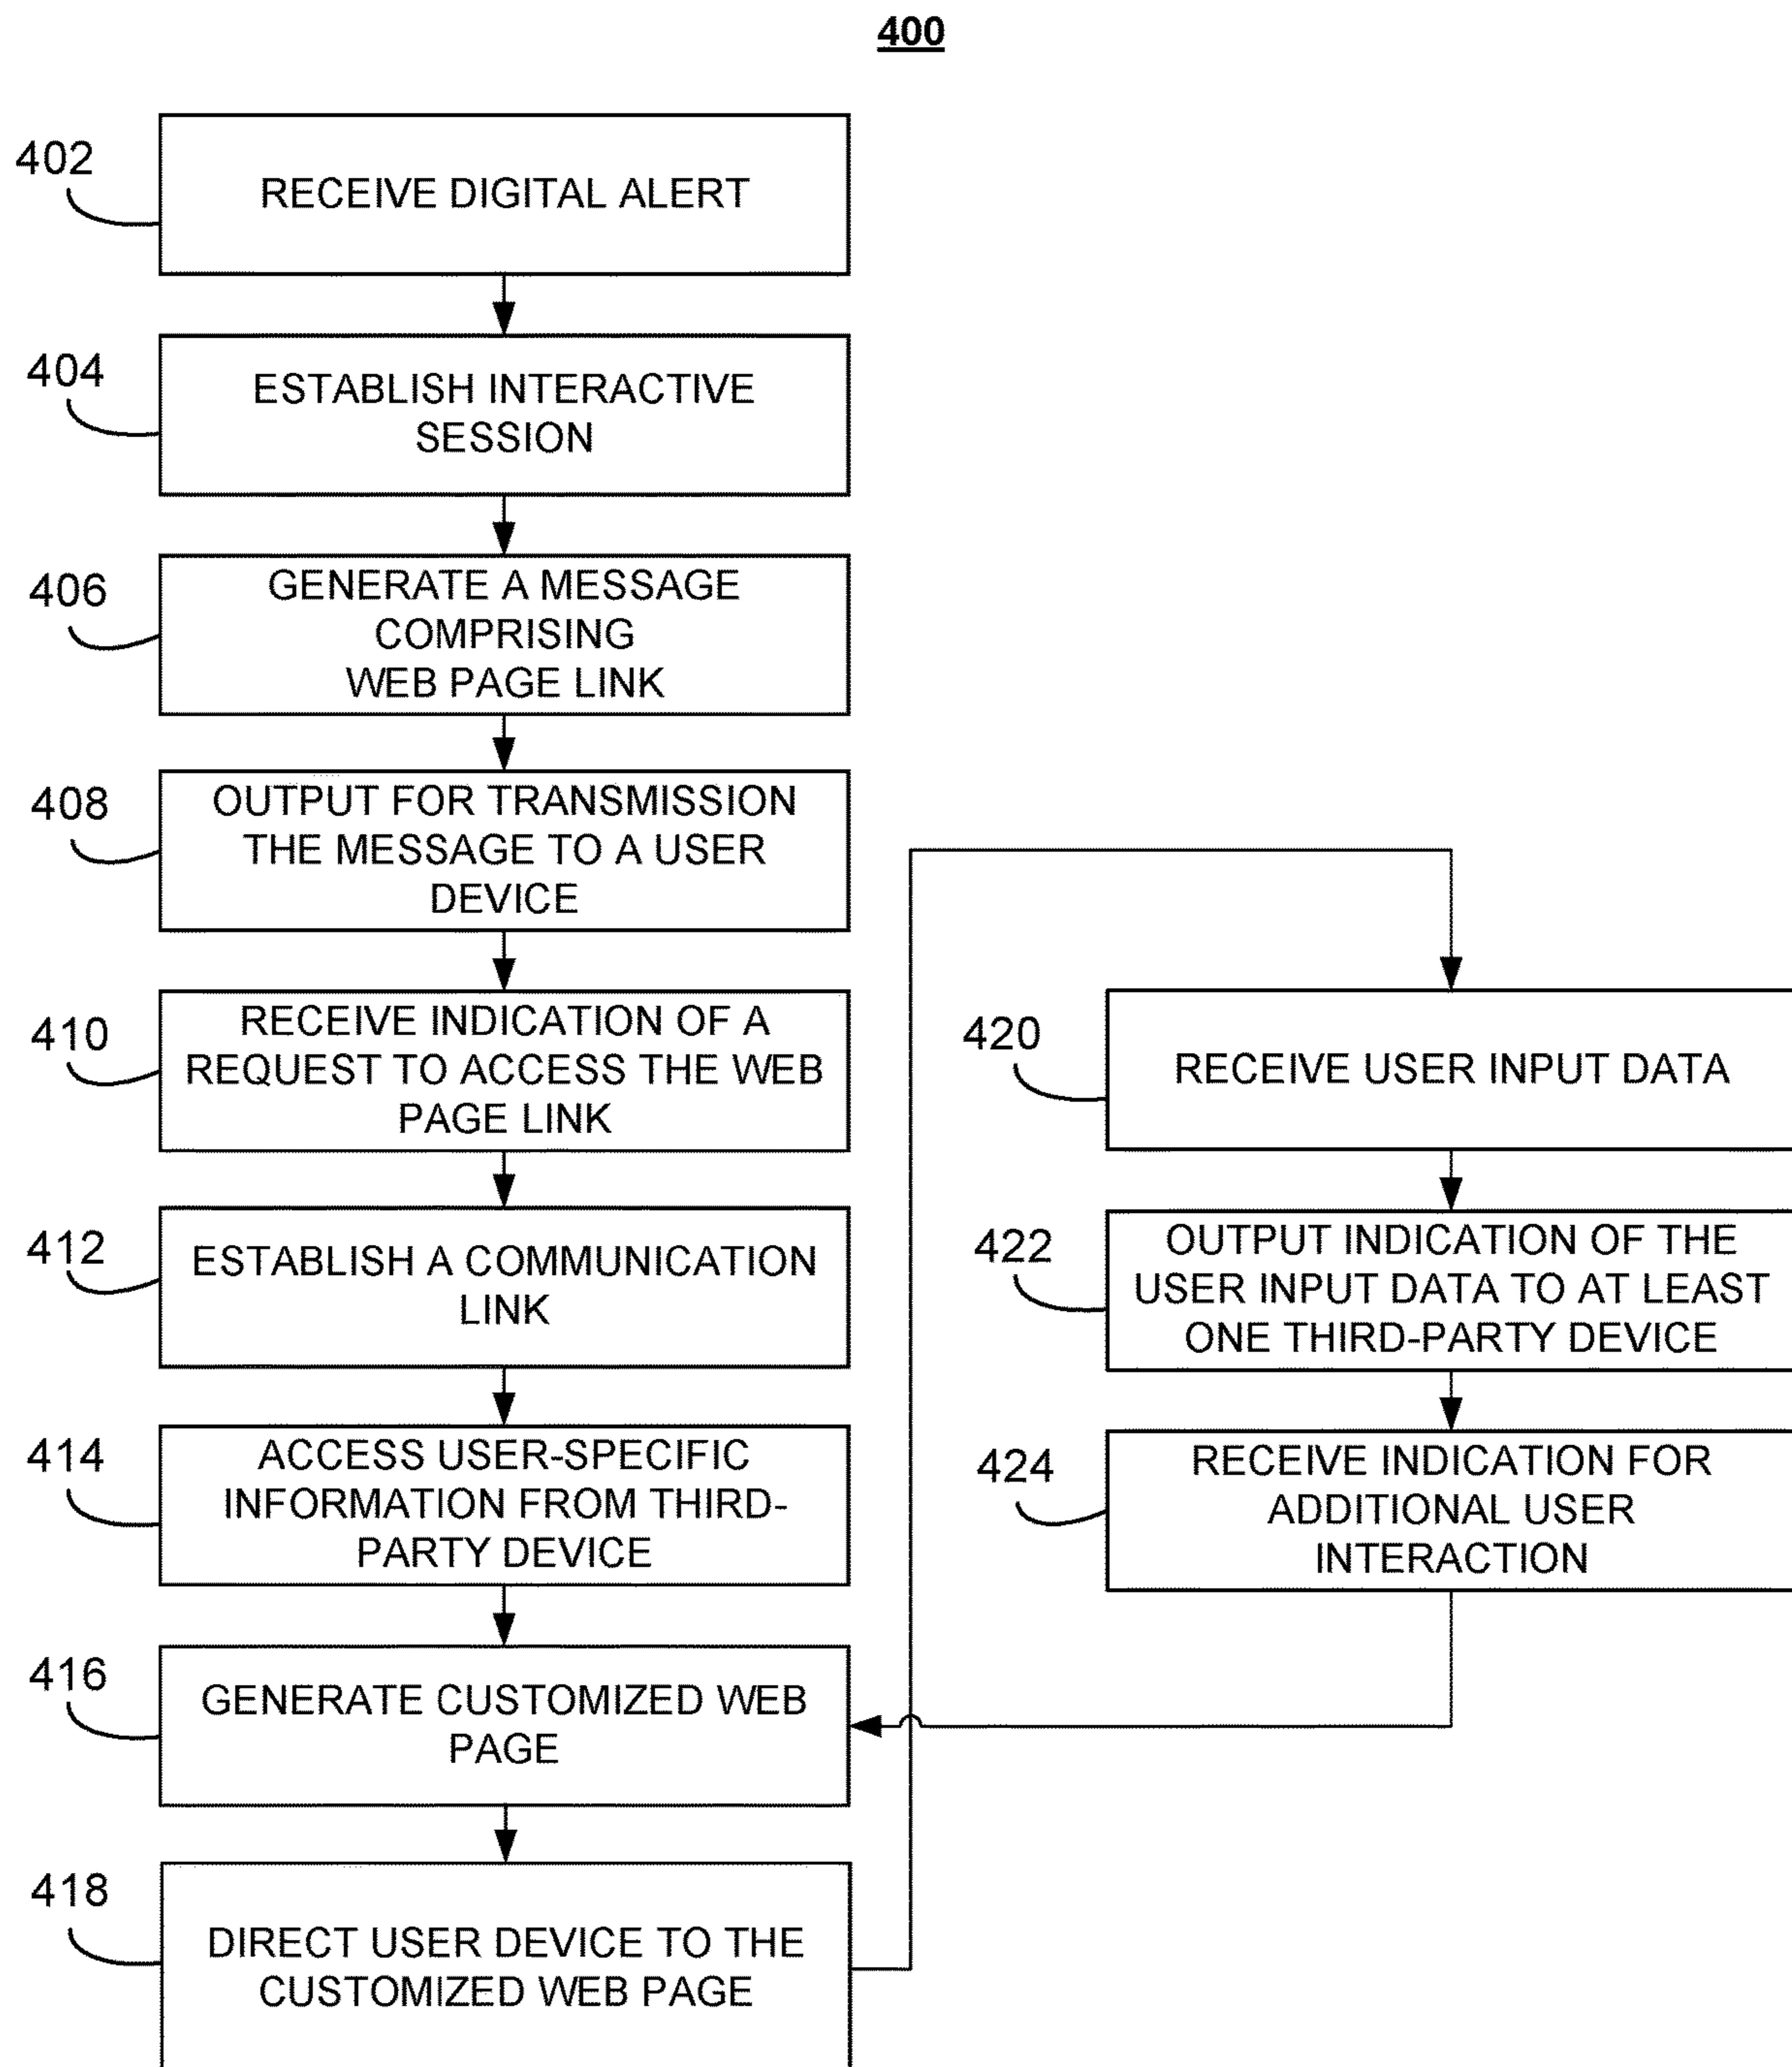 400
402
RECEIVE DIGITAL ALERT
404
ESTABLISH INTERACTIVE
SESSION
406
GENERATE A MESSAGE
COMPRISING
WEB PAGE LINK
408
OUTPUT FOR TRANSMISSION
THE MESSAGE TO A USER
DEVICE
410
RECEIVE INDICATION OF A
REQUEST TO ACCESS THE WEB
PAGE LINK
412
ESTABLISH A COMMUNICATION
LINK
414
ACCESS USER-SPECIFIC
INFORMATION FROM THIRD-
PARTY DEVICE
416
GENERATE CUSTOMIZED WEB
PAGE
418
DIRECT USER DEVICE TO THE
CUSTOMIZED WEB PAGE
420
RECEIVE USER INPUT DATA
422
OUTPUT INDICATION OF THE
USER INPUT DATA TO AT LEAST
ONE THIRD-PARTY DEVICE
424
RECEIVE INDICATION FOR
ADDITIONAL USER
INTERACTION